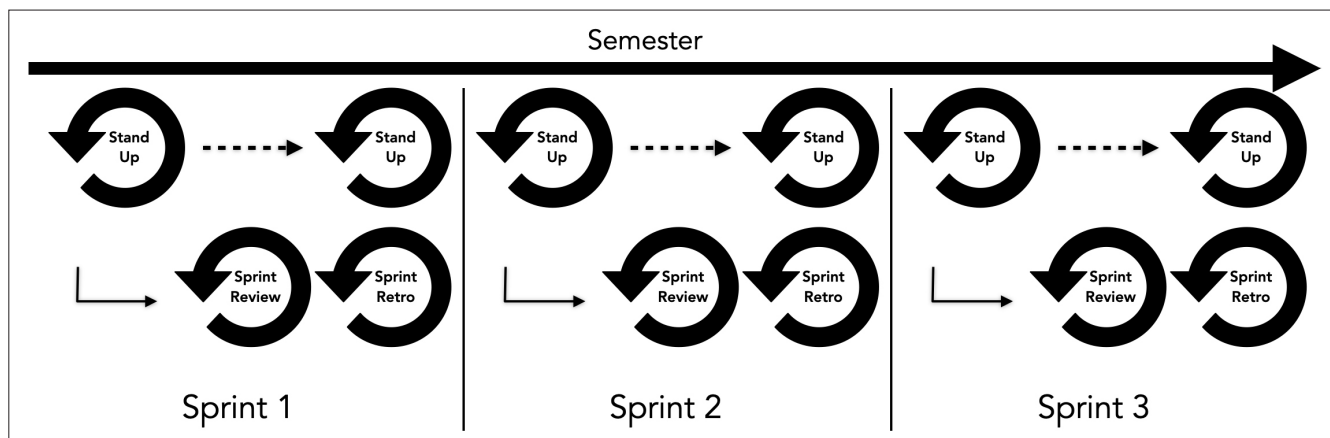 Semester
Stand
Up
Stand
Up
Stand
Up
Stand
Up
Stand
Up
Stand
Up
Sprint
Review
Sprint
Retro
Sprint
Review
Sprint
Retro
Sprint
Review
Sprint
Retro
Sprint 1
Sprint 2
Sprint 3